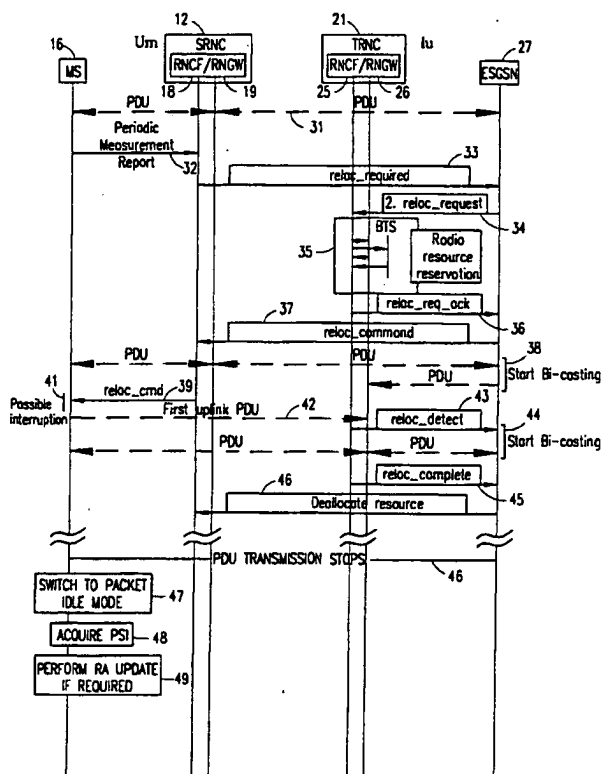 12
21
16
Um
SRNC
TRNC
Iu
27
MS
RNCF/RNGW
RNCF/RNGW
ESGSN
18
19
25
26
PDU
PDU
31
Periodic
Measurement
Report
32
33
reloc_required
2. reloc_request
34
35
BTS
Radio
resource
reservation
37
reloc_req_ack
36
reloc_command
PDU
PDU
38
Start Bi-casting
PDU
41
reloc_cmd
39
43
Possible
interruption
First uplink PDU
42
reloc_detect
44
Start Bi-casting
PDU
PDU
46
reloc_complete
45
Deallocate resource
PDU TRANSMISSION STOPS
46
SWITCH TO PACKET
IDLE MODE
47
ACQUIRE PSI
48
PERFORM RA UPDATE
IF REQUIRED
49